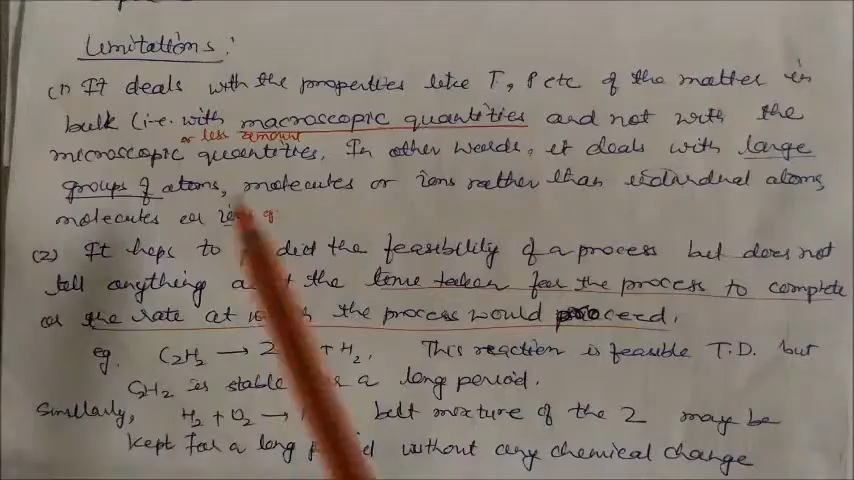 Limitations:
(1) It deals with the properties like T, P etc of the matter in
bulk (i.e. with macroscopic quantities and not with the
or less amount
microscopic quantities. In other words, it deals with large
groups of atoms, molecules or ions rather than individual atoms,
molecules or
(2) It heps to dict the feasibility of a process but does not
tell anything the time taken for the process to complete
or the rate at the process would proceed.
eg. C2H2 → 2 + H2. This reaction is feasible T.D. but
C2H2 is stable a long period.
Similarly, H2 + O2 → but mixture of the 2 may be
kept for a long without any chemical change